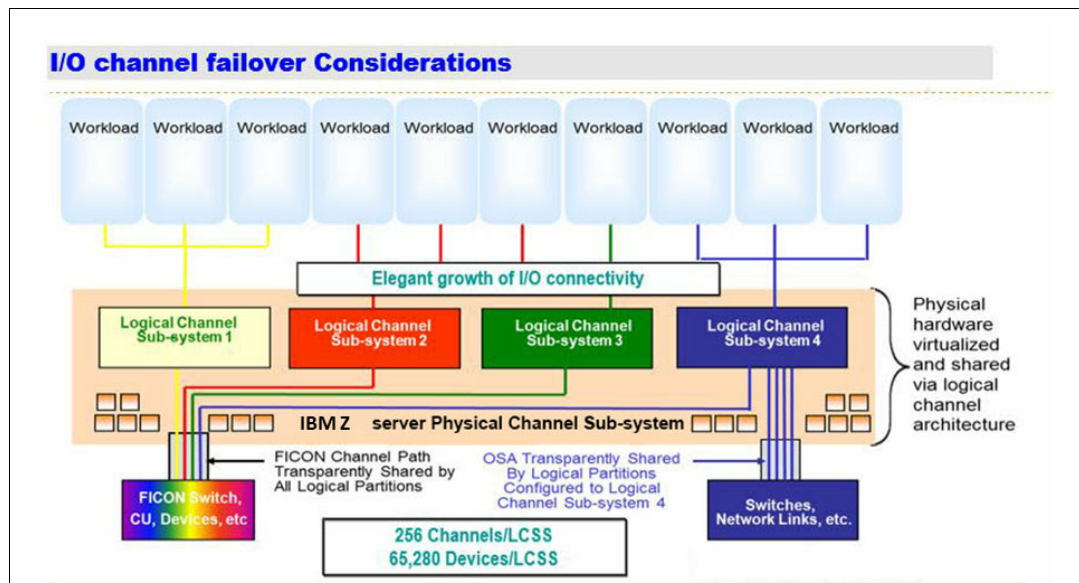 I/O channel failover Considerations
Workload Workload Workload Workload Workload Workload Workload Workload Workload Workload
Elegant growth of I/O connectivity
Logical Channel
Sub-system 1
Logical Channel
Sub-system 2
Logical Channel
Sub-system 3
Logical Channel
Sub-system 4
Physical
hardware
virtualized
and shared
via logical
channel
architecture
IBM Z server Physical Channel Sub-system
FICON Channel Path
Transparently Shared by
All Logical Partitions
OSA Transparently Shared
By Logical Partitions
Configured to Logical
Channel Sub-system 4
FICON Switch,
CU, Devices, etc
Switches,
Network Links, etc.
256 Channels/LCSS
65,280 Devices/LCSS